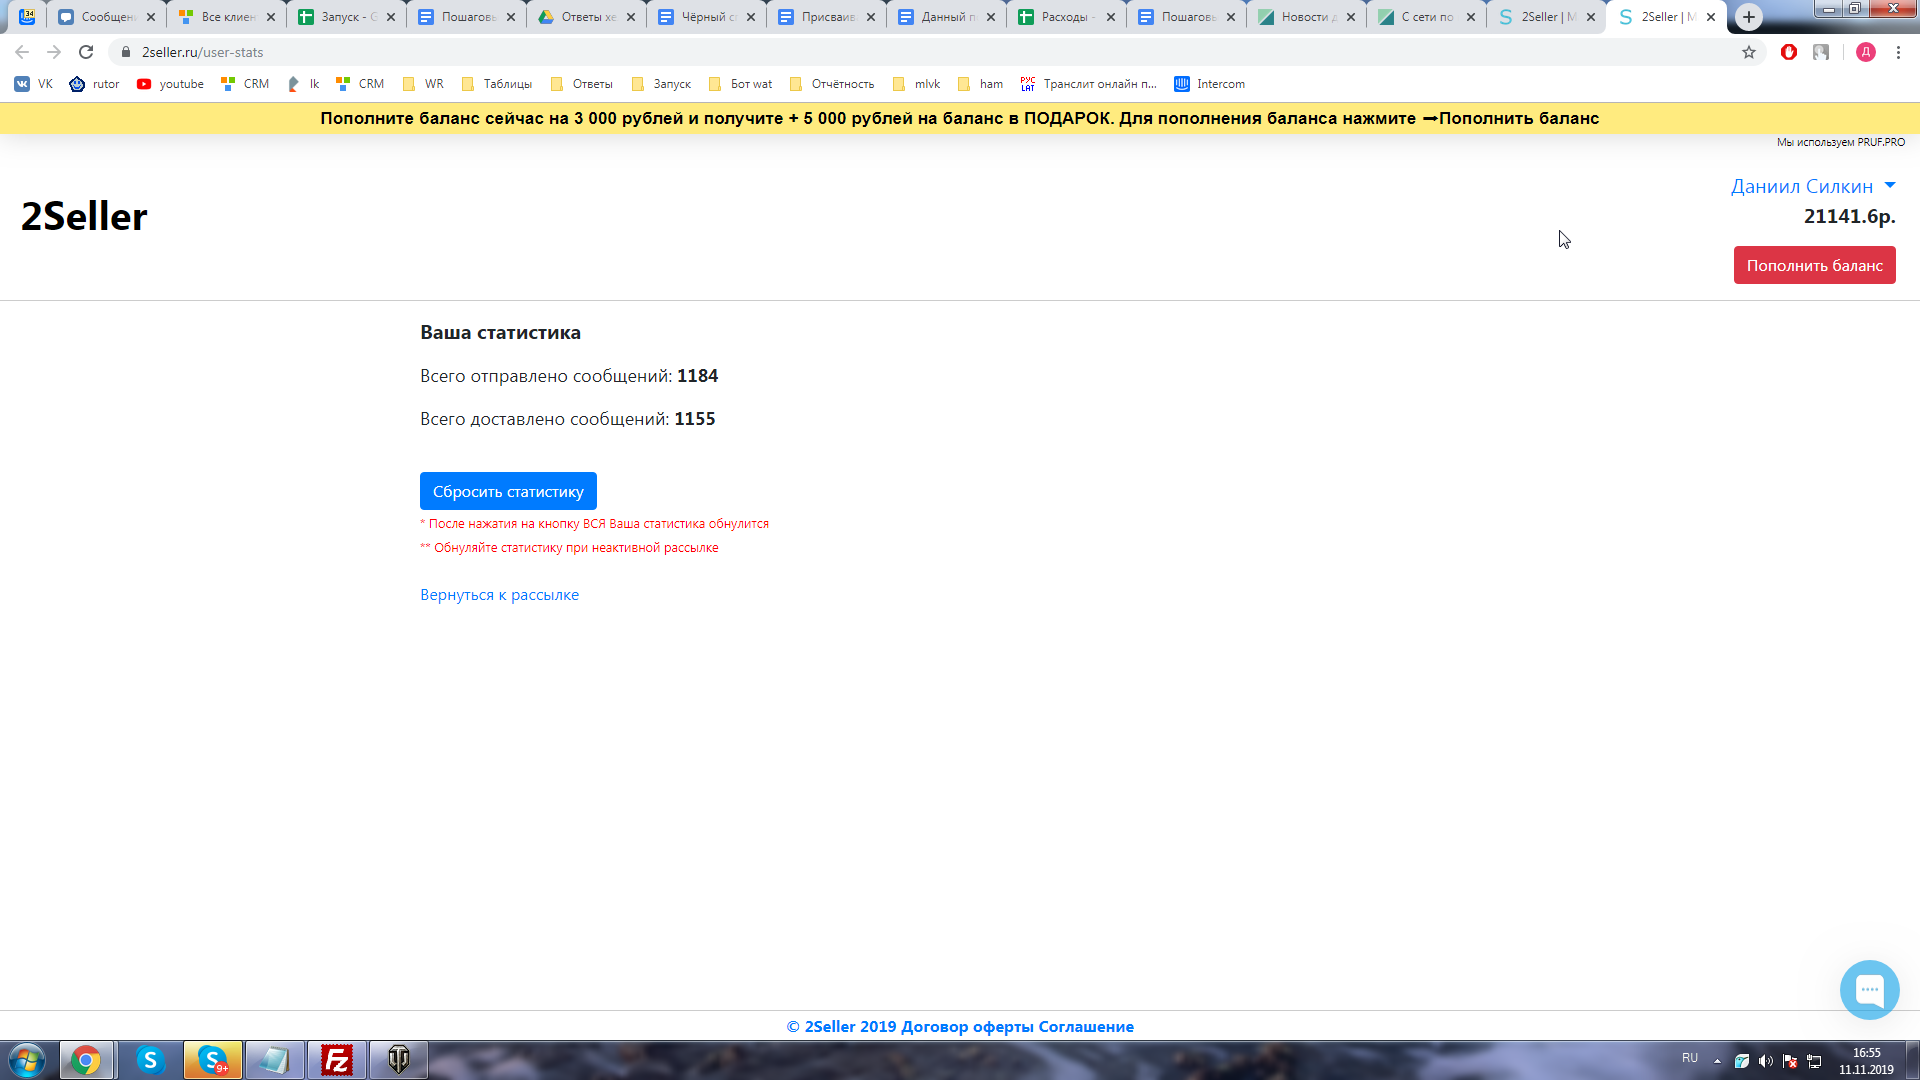 Сообщен
Все клиен
Запуск - G
Пошагов
Ответы хе
Чёрный с
Присваив
Данный п
Расходы -
Пошагов
Новости д
С сети по
2Seller | М
2Seller | М
2seller.ru/user-stats
Д
VK
rutor
youtube
CRM
lk
CRM
WR
Таблицы
Ответы
Запуск
Бот wat
Отчётность
mlvk
ham
РУС LAT
Транслит онлайн п...
Intercom
Пополните баланс сейчас на 3 000 рублей и получите + 5 000 рублей на баланс в ПОДАРОК. Для пополнения баланса нажмите ➞Пополнить баланс
Мы используем PRUF.PRO
2Seller
Даниил Силкин
21141.6р.
Пополнить баланс
Ваша статистика
Всего отправлено сообщений: 1184
Всего доставлено сообщений: 1155
Сбросить статистику
* После нажатия на кнопку ВСЯ Ваша статистика обнулится
** Обнуляйте статистику при неактивной рассылке
Вернуться к рассылке
© 2Seller 2019 Договор оферты Соглашение
9+
RU
16:55
11.11.2019